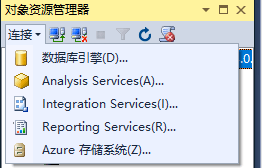 对象资源管理器
连接
.0.
数据库引擎(D)...
Analysis Services(A)...
Integration Services(I)...
Reporting Services(R)...
Azure 存储系统(Z)...